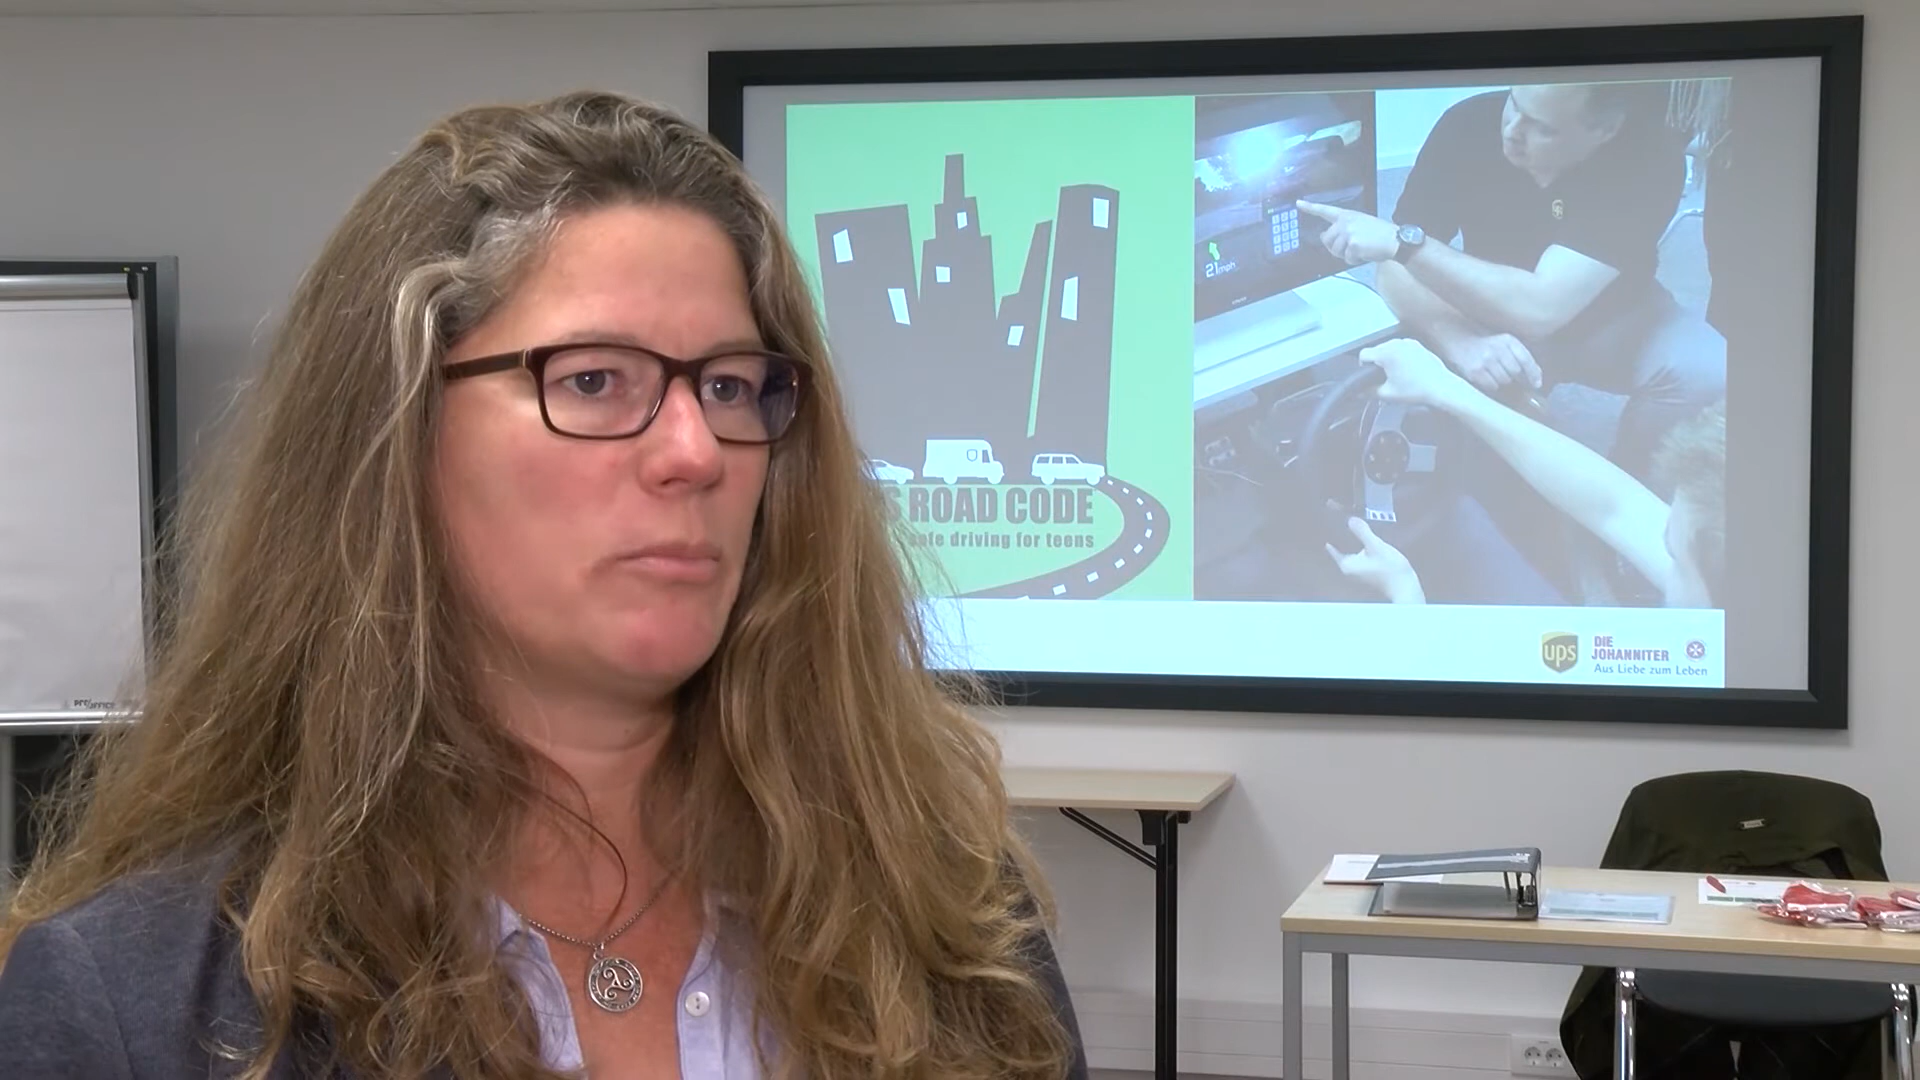 21mph
S ROAD CODE
safe driving for teens
ups
DIE
JOHANNITER
Aus Liebe zum Leben